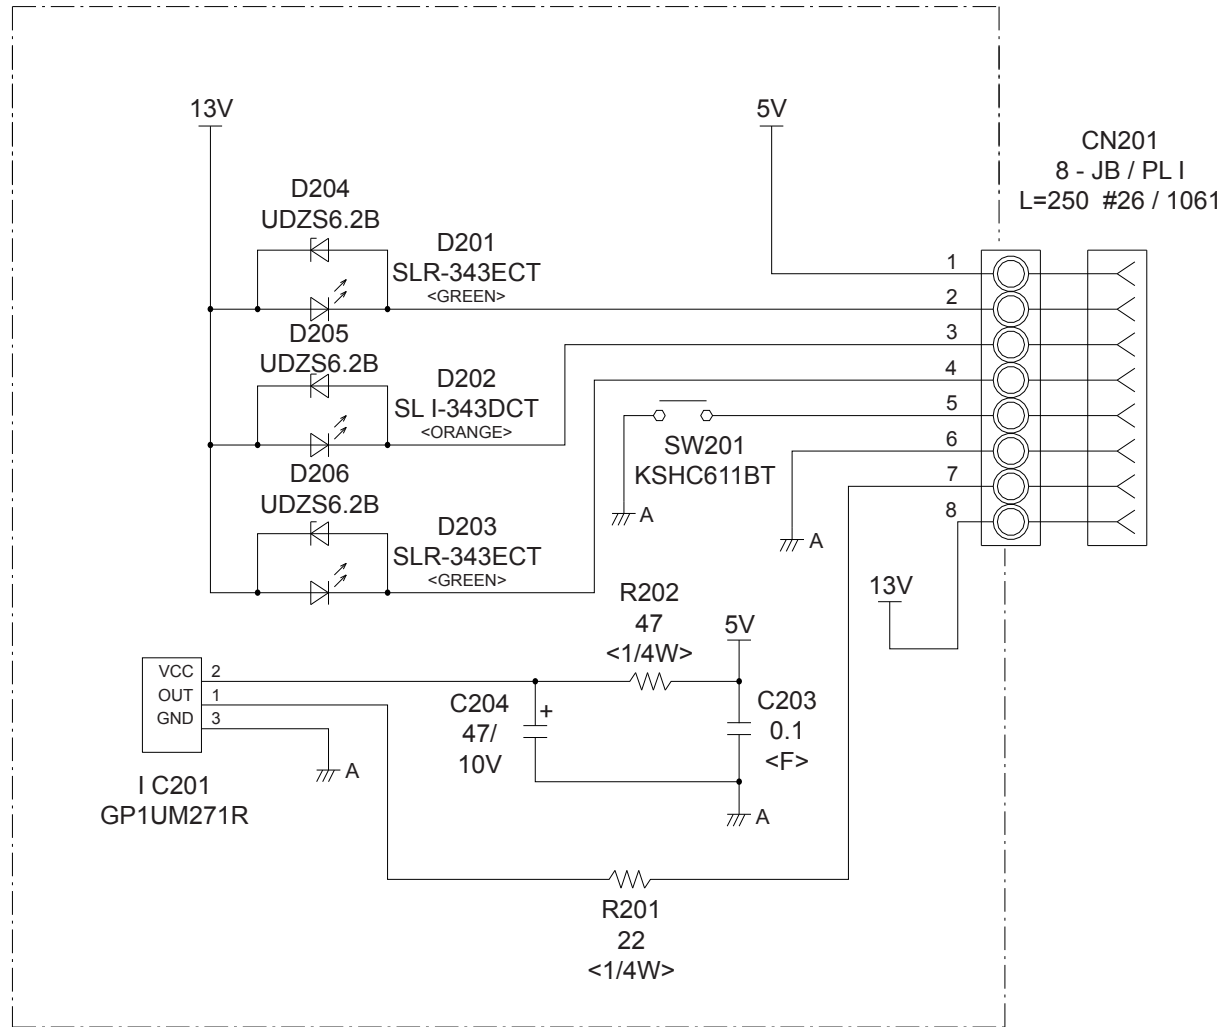 13V
5V
CN201
8 - JB / PL I
L=250  #26 / 1061
D204
UDZS6.2B
D201
SLR-343ECT
<GREEN>
D205
UDZS6.2B
D202
SL I-343DCT
<ORANGE>
D206
UDZS6.2B
D203
SLR-343ECT
<GREEN>
1
2
3
4
5
6
7
8
SW201
KSHC611BT
A
A
13V
R202
47
<1/4W>
5V
VCC 2
OUT 1
GND 3
A
I C201
GP1UM271R
C204
47/
10V
+
C203
0.1
<F>
A
R201
22
<1/4W>